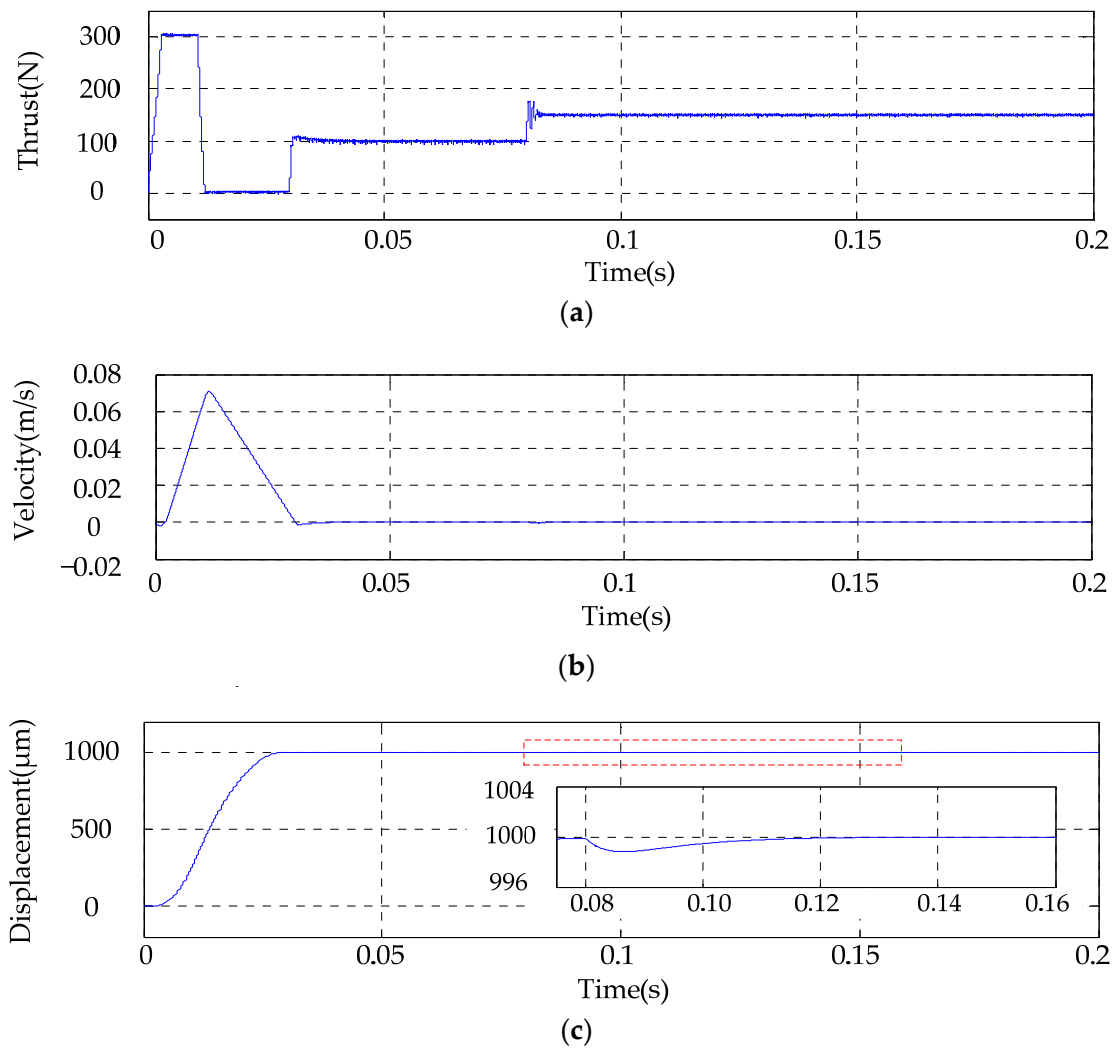 Thrust(N)
300
200
100
0
0 0.05 0.1 0.15 0.2
Time(s)
(a)
Velocity(m/s)
0.08
0.06
0.04
0.02
0
−0.02
0 0.05 0.1 0.15 0.2
Time(s)
(b)
Displacement(μm)
1000
500
0
1004
1000
996
0.08 0.10 0.12 0.14 0.16
0 0.05 0.1 0.15 0.2
Time(s)
(c)